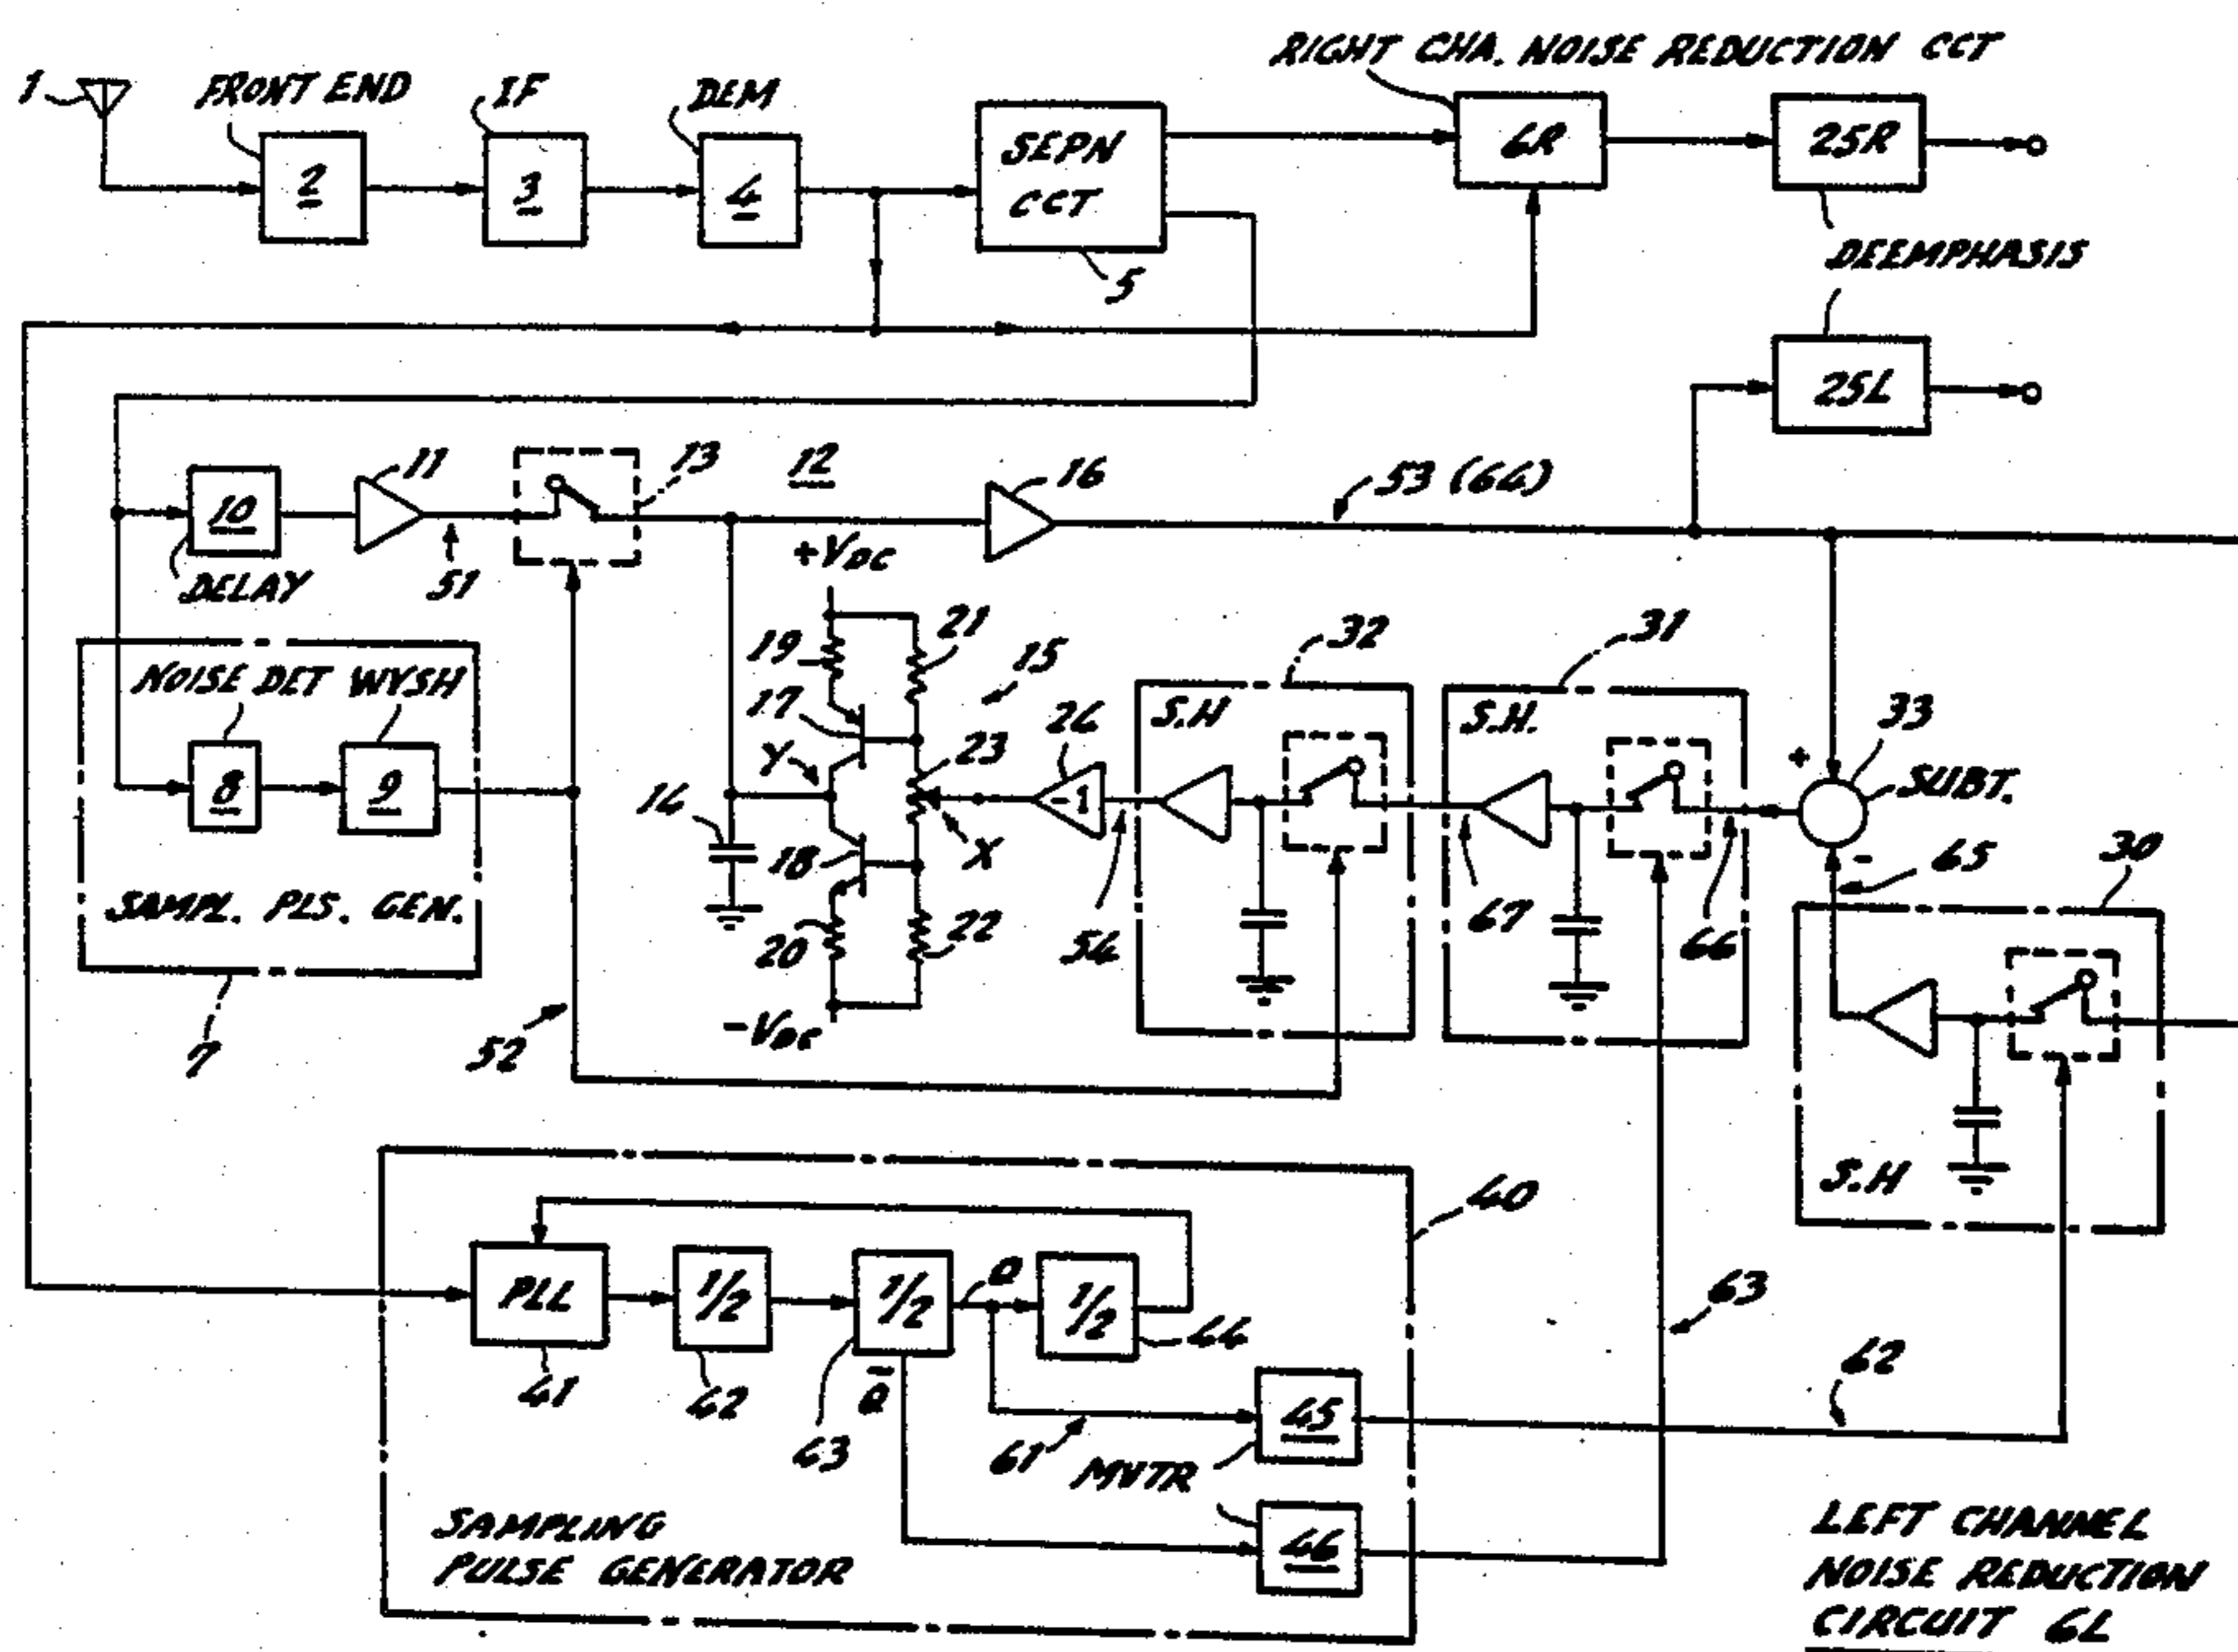 RIGHT CHA. NOISE REDUCTION CCT
1
FRONT END
IF
DEM
2
3
4
SEPN
CCT
5
6R
25R
DEEMPHASIS
25L
10
DELAY
11
51
13
12
16
53 (64)
+VDC
19
21
15
17
23
Y
X
14
18
20
22
-VDC
24
-1
54
32
S.H
31
S.H.
67
66
33
+
SUBT.
-
65
30
S.H
NOISE DET WVSH
8
9
SAMPL. PLS. GEN.
7
52
40
PLL
41
1/2
42
1/2
43
Q
Q̅
1/2
44
61
45
MVTR
46
63
62
SAMPLING
PULSE GENERATOR
LEFT CHANNEL
NOISE REDUCTION
CIRCUIT 6L